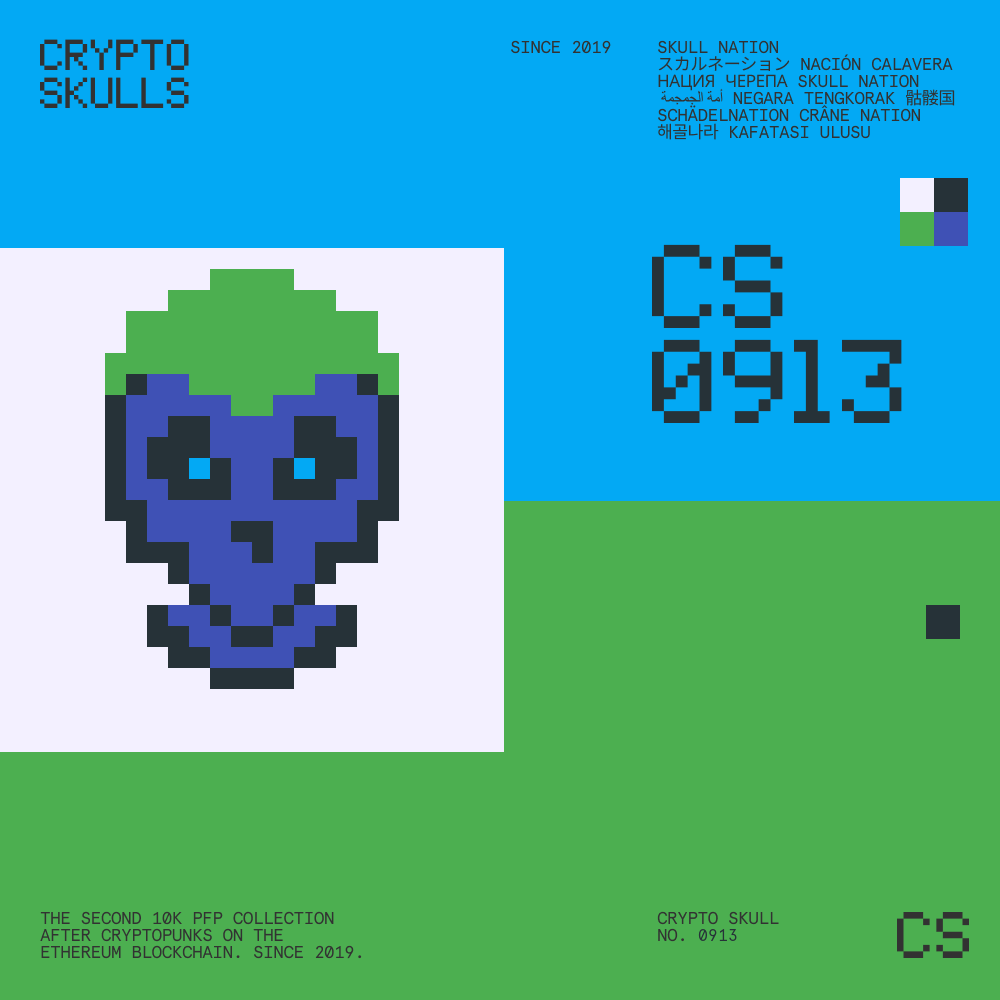 CRYPTO
SKULLS
SINCE 2019
SKULL NATION
スカルネーション NACIÓN CALAVERA
НАЦИЯ ЧЕРЕПА SKULL NATION
أمة الجمجمة NEGARA TENGKORAK 骷髅国
SCHÄDELNATION CRÂNE NATION
해골나라 KAFATASI ULUSU
CS
0913
THE SECOND 10K PFP COLLECTION
AFTER CRYPTOPUNKS ON THE
ETHEREUM BLOCKCHAIN. SINCE 2019.
CRYPTO SKULL
NO. 0913
CS